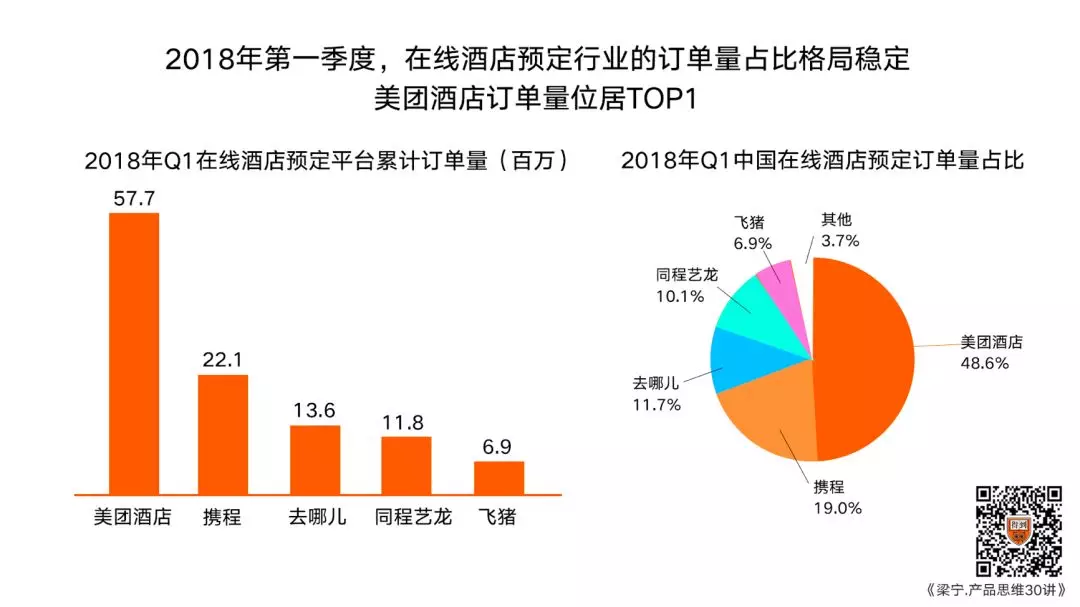 2018年第一季度，在线酒店预定行业的订单量占比格局稳定
美团酒店订单量位居TOP1
2018年Q1在线酒店预定平台累计订单量（百万）
57.7
22.1
13.6
11.8
6.9
美团酒店
携程
去哪儿
同程艺龙
飞猪
2018年Q1中国在线酒店预定订单量占比
其他
3.7%
飞猪
6.9%
同程艺龙
10.1%
美团酒店
48.6%
去哪儿
11.7%
携程
19.0%
得到
《梁宁.产品思维30讲》